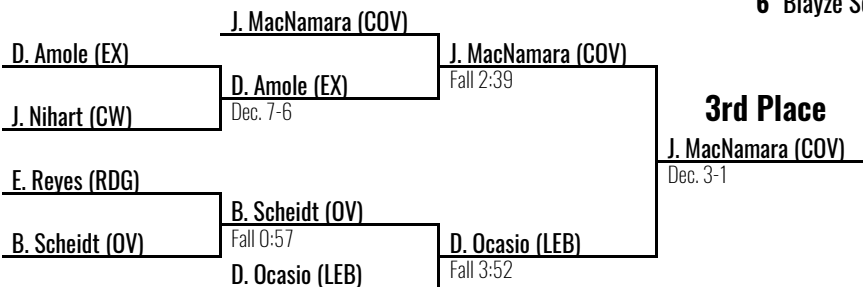 6 Blayze
J. MacNamara (COV)
D. Amole (EX)
J. Nihart (CW)
D. Amole (EX)
Dec. 7-6
J. MacNamara (COV)
Fall 2:39
3rd Place
J. MacNamara (COV)
Dec. 3-1
E. Reyes (RDG)
B. Scheidt (OV)
B. Scheidt (OV)
Fall 0:57
D. Ocasio (LEB)
D. Ocasio (LEB)
Fall 3:52